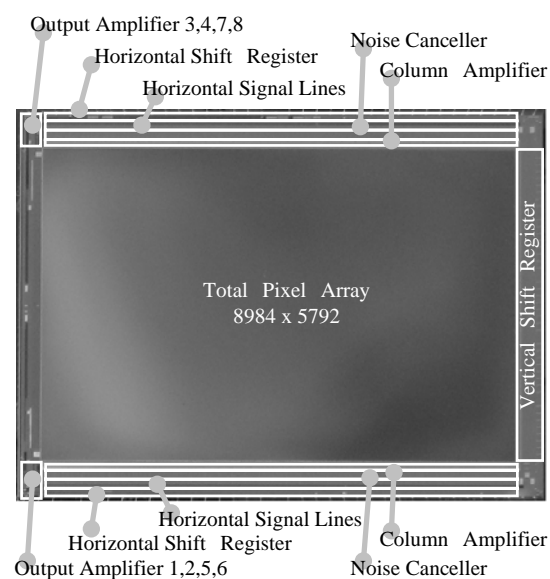 Output Amplifier 3,4,7,8
Horizontal Shift Register
Noise Canceller
Horizontal Signal Lines
Column Amplifier
Total Pixel Array
8984 x 5792
Vertical Shift Register
Horizontal Signal Lines
Horizontal Shift Register
Column Amplifier
Output Amplifier 1,2,5,6
Noise Canceller